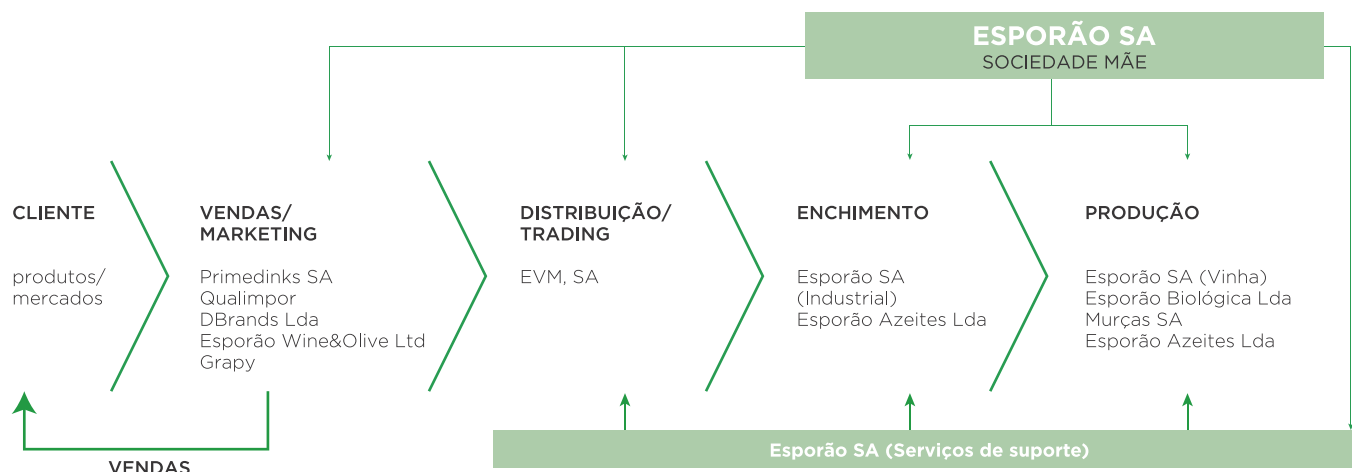 ESPORÃO SA
SOCIEDADE MÃE
CLIENTE
produtos/
mercados
VENDAS/
MARKETING
Primedinks SA
Qualimpor
DBrands Lda
Esporão Wine&Olive Ltd
Grapy
DISTRIBUIÇÃO/
TRADING
EVM, SA
ENCHIMENTO
Esporão SA
(Industrial)
Esporão Azeites Lda
PRODUÇÃO
Esporão SA (Vinha)
Esporão Biológica Lda
Murças SA
Esporão Azeites Lda
VENDAS
Esporão SA (Serviços de suporte)